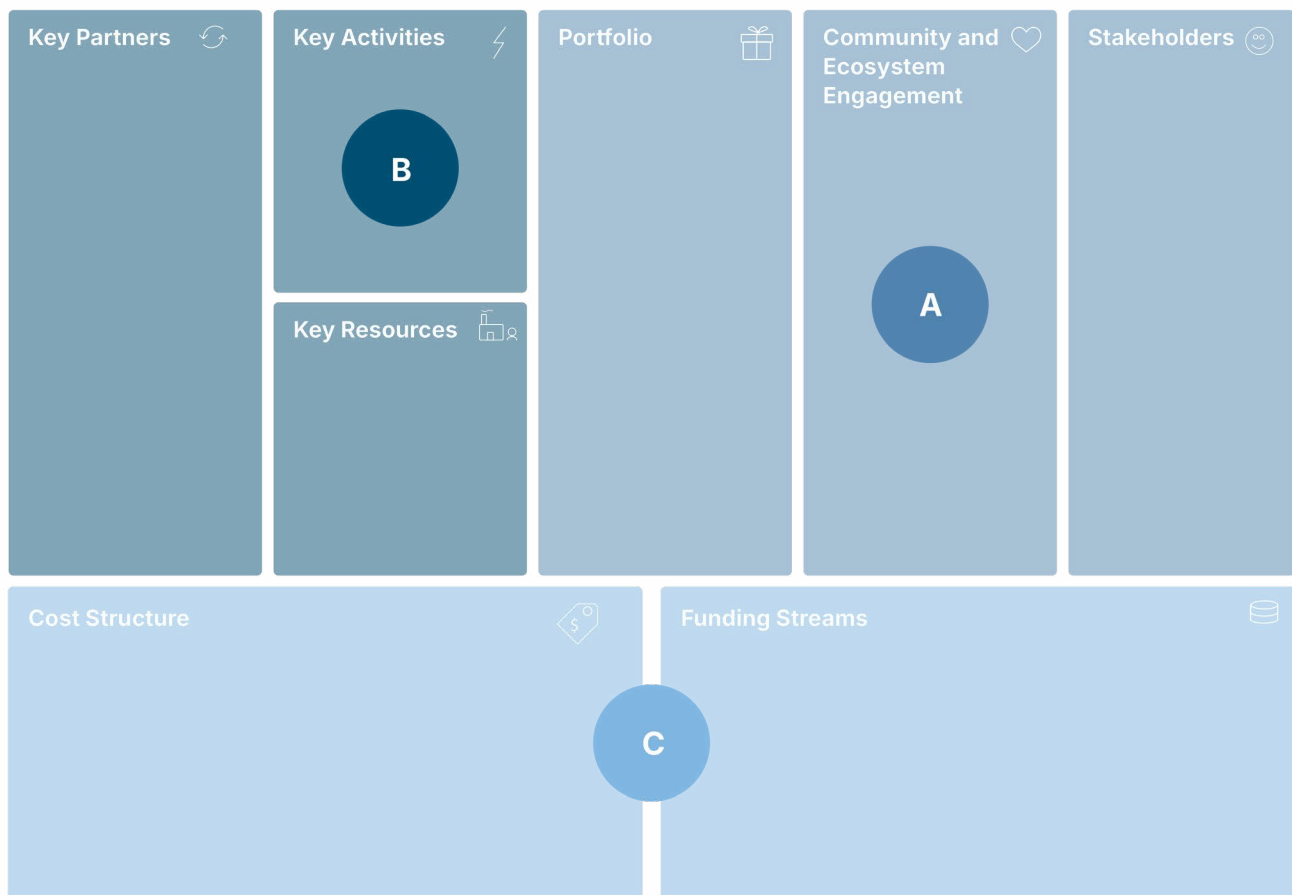 Key Partners
Key Activities
B
Key Resources
Portfolio
Community and
Ecosystem
Engagement
A
Stakeholders
Cost Structure
$
Funding Streams
C